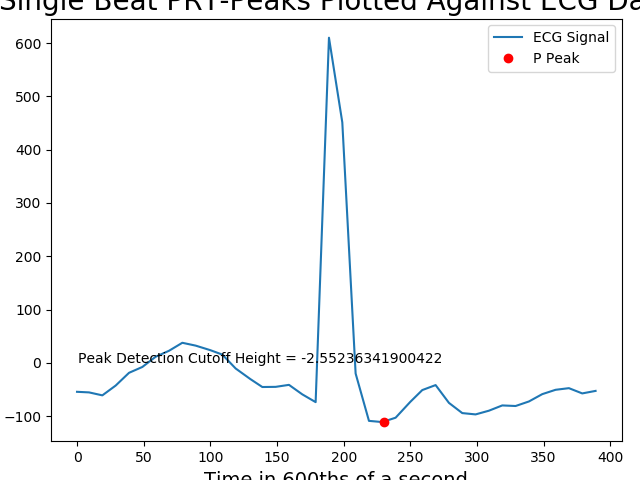 Single Beat PRT-Peaks Plotted Against ECG Da
600
500
400
300
200
100
0
−100
ECG Signal
P Peak
Peak Detection Cutoff Height = -2.55236341900422
0 50 100 150 200 250 300 350 400
Time in 600ths of a second